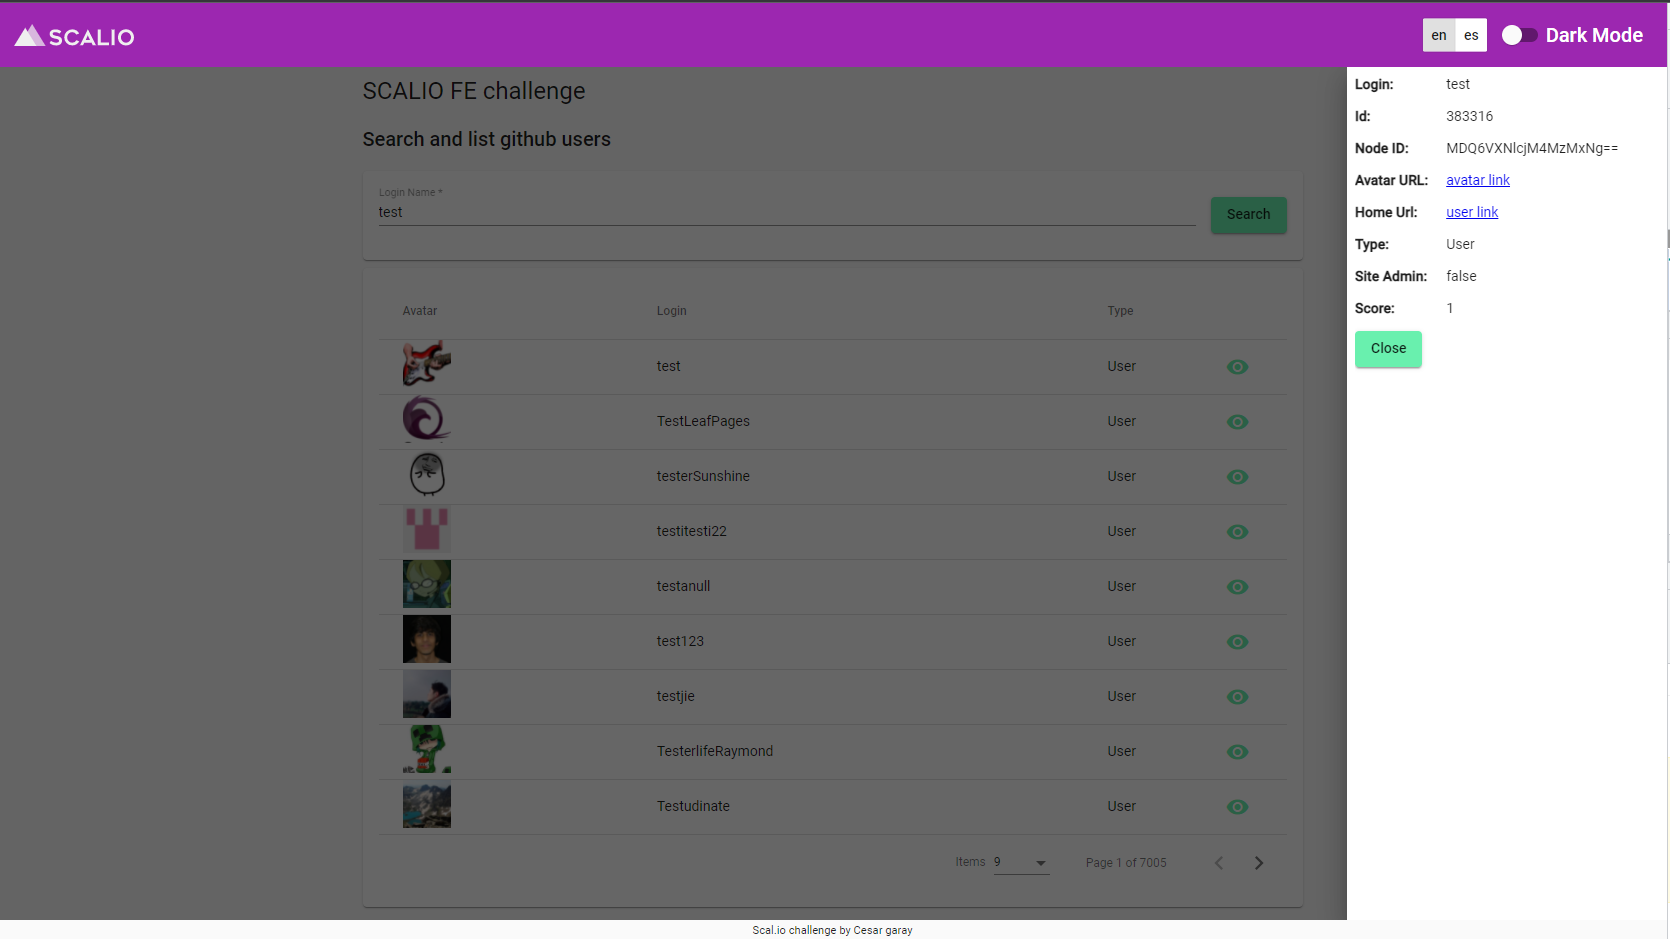 SCALIO
en es Dark Mode
SCALIO FE challenge
Search and list github users
Login Name *
test
Search
Avatar Login Type
test User
TestLeafPages User
testerSunshine User
testitesti22 User
testanull User
test123 User
testjie User
TesterlifeRaymond User
Testudinate User
Items 9 Page 1 of 7005
Login: test
Id: 383316
Node ID: MDQ6VXNlcjM4MzMxNg==
Avatar URL: avatar link
Home Url: user link
Type: User
Site Admin: false
Score: 1
Close
Scal.io challenge by Cesar garay